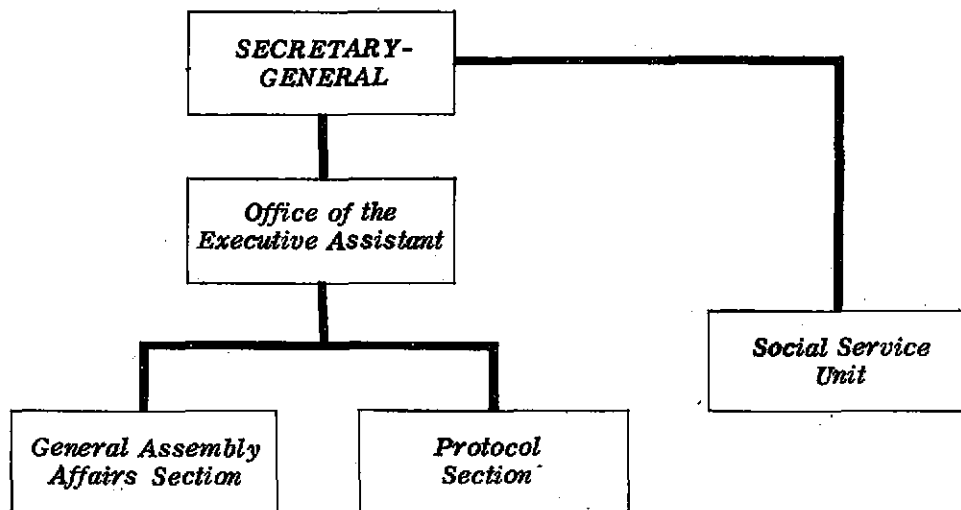 SECRETARY-
GENERAL
Office of the
Executive Assistant
Social Service
Unit
General Assembly
Affairs Section
Protocol
Section